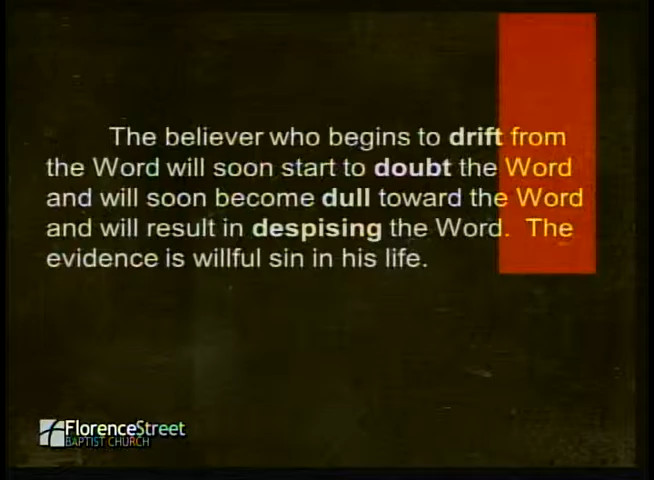 The believer who begins to drift from
the Word will soon start to doubt the Word
and will soon become dull toward the Word
and will result in despising the Word. The
evidence is willful sin in his life.
FlorenceStreet
BAPTIST CHURCH